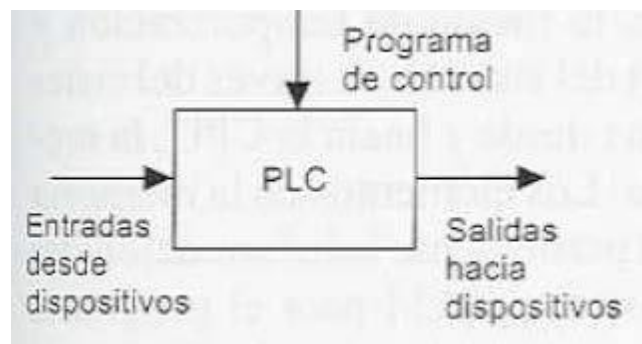 Programa
de control
PLC
Entradas
desde
dispositivos
Salidas
hacia
dispositivos